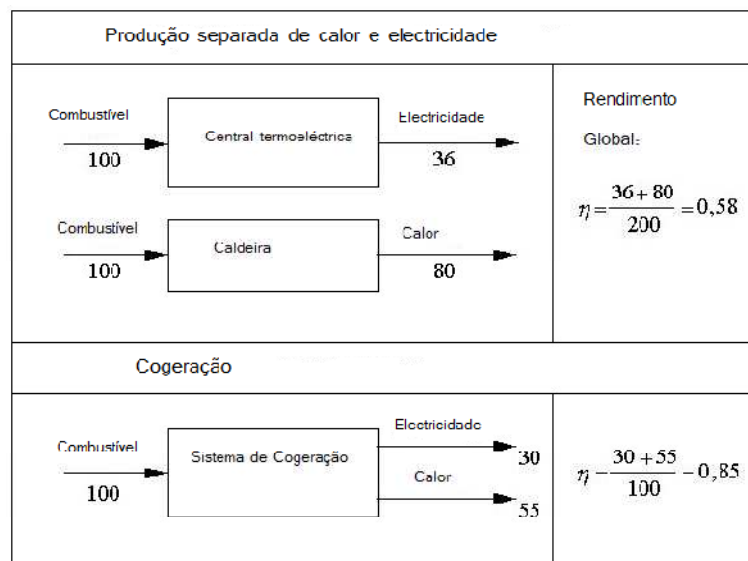 Produção separada de calor e electricidade
Combustível
100
Central termoeléctrica
Electricidade
36
Combustível
100
Caldeira
Calor
80
Rendimento
Global:
η = (36 + 80) / 200 = 0,58
Cogeração
Combustível
100
Sistema de Cogeração
Electricidade
30
Calor
55
η – (30 + 55) / 100 – 0,85